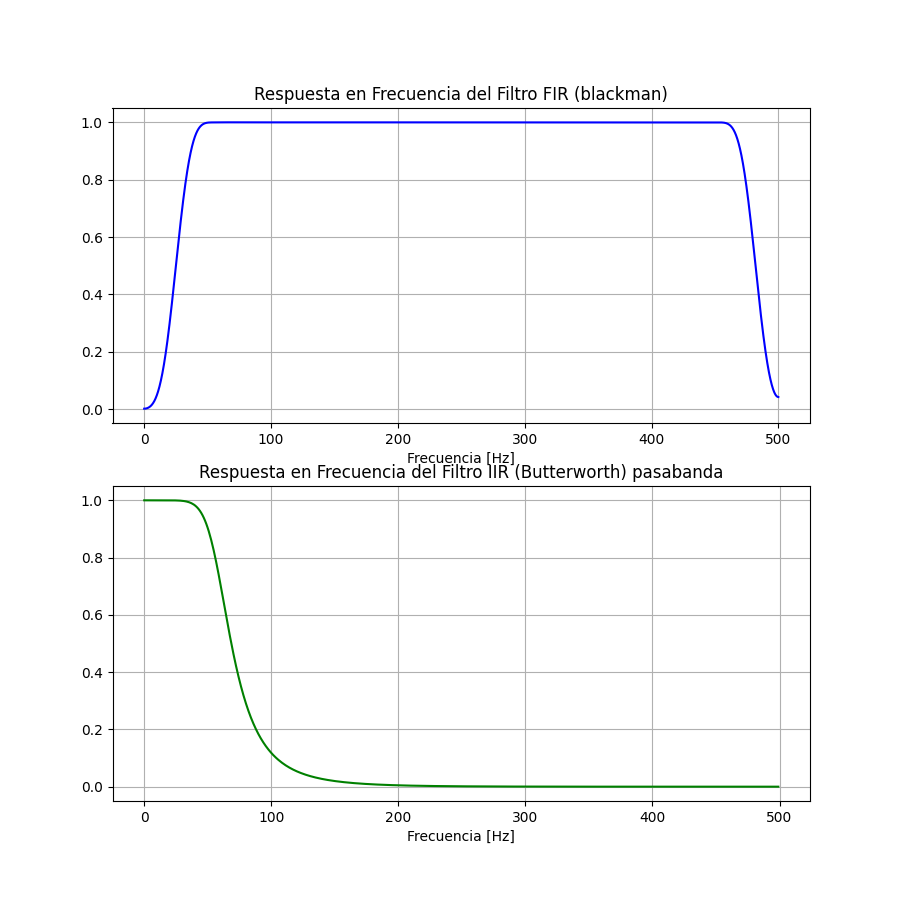 Respuesta en Frecuencia del Filtro FIR (blackman)
1.0
0.8
0.6
0.4
0.2
0.0
0 100 200 300 400 500
Frecuencia [Hz]
Respuesta en Frecuencia del Filtro IIR (Butterworth) pasabanda
1.0
0.8
0.6
0.4
0.2
0.0
0 100 200 300 400 500
Frecuencia [Hz]